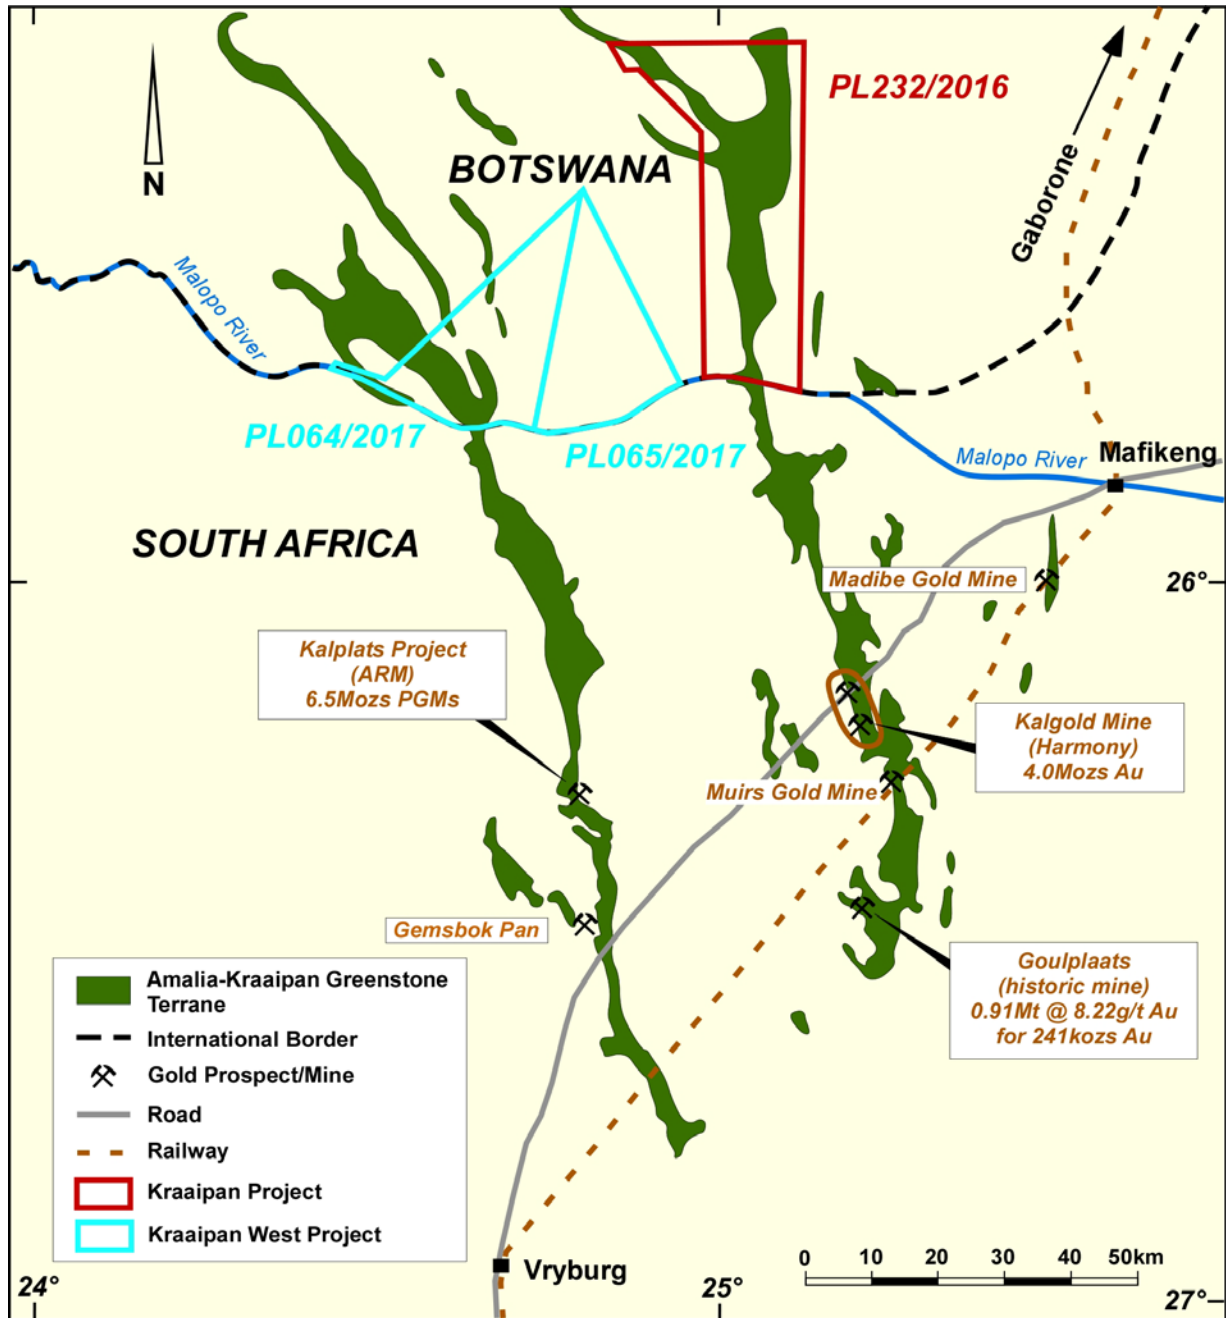 PL232/2016
BOTSWANA
N
Gaborone
Malopo River
PL064/2017
PL065/2017
Malopo River
Mafikeng
SOUTH AFRICA
Madibe Gold Mine
26°
Kalplats Project
(ARM)
6.5Mozs PGMs
Kalgold Mine
(Harmony)
4.0Mozs Au
Muirs Gold Mine
Gemsbok Pan
Goulplaats
(historic mine)
0.91Mt @ 8.22g/t Au
for 241kozs Au
Amalia-Kraaipan Greenstone
Terrane
International Border
Gold Prospect/Mine
Road
Railway
Kraaipan Project
Kraaipan West Project
Vryburg
0 10 20 30 40 50km
24°
25°
27°